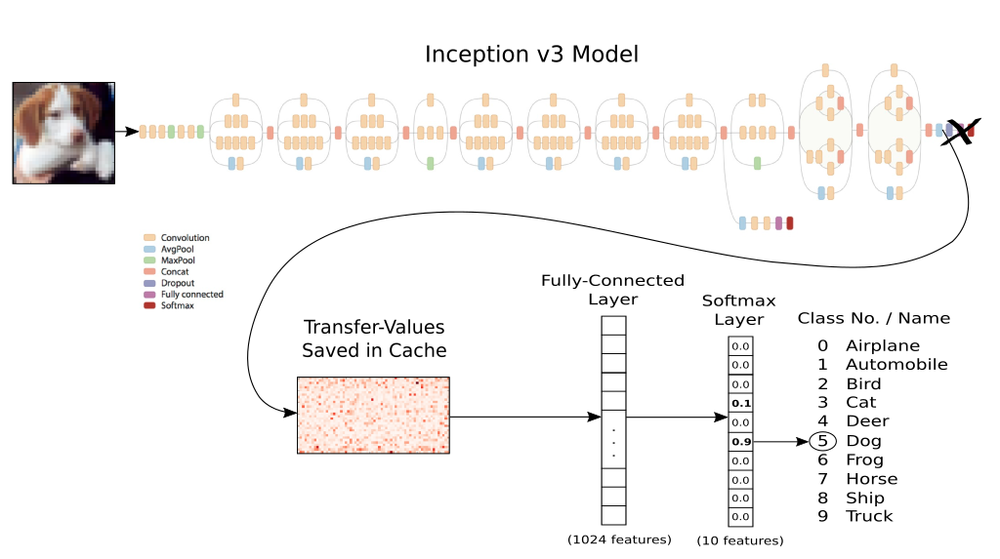 Inception v3 Model
Convolution
AvgPool
MaxPool
Concat
Dropout
Fully connected
Softmax
Transfer-Values
Saved in Cache
Fully-Connected
Layer
(1024 features)
Softmax
Layer
0.0
0.0
0.0
0.1
0.0
0.9
0.0
0.0
0.0
0.0
(10 features)
Class No. / Name
0 Airplane
1 Automobile
2 Bird
3 Cat
4 Deer
5 Dog
6 Frog
7 Horse
8 Ship
9 Truck